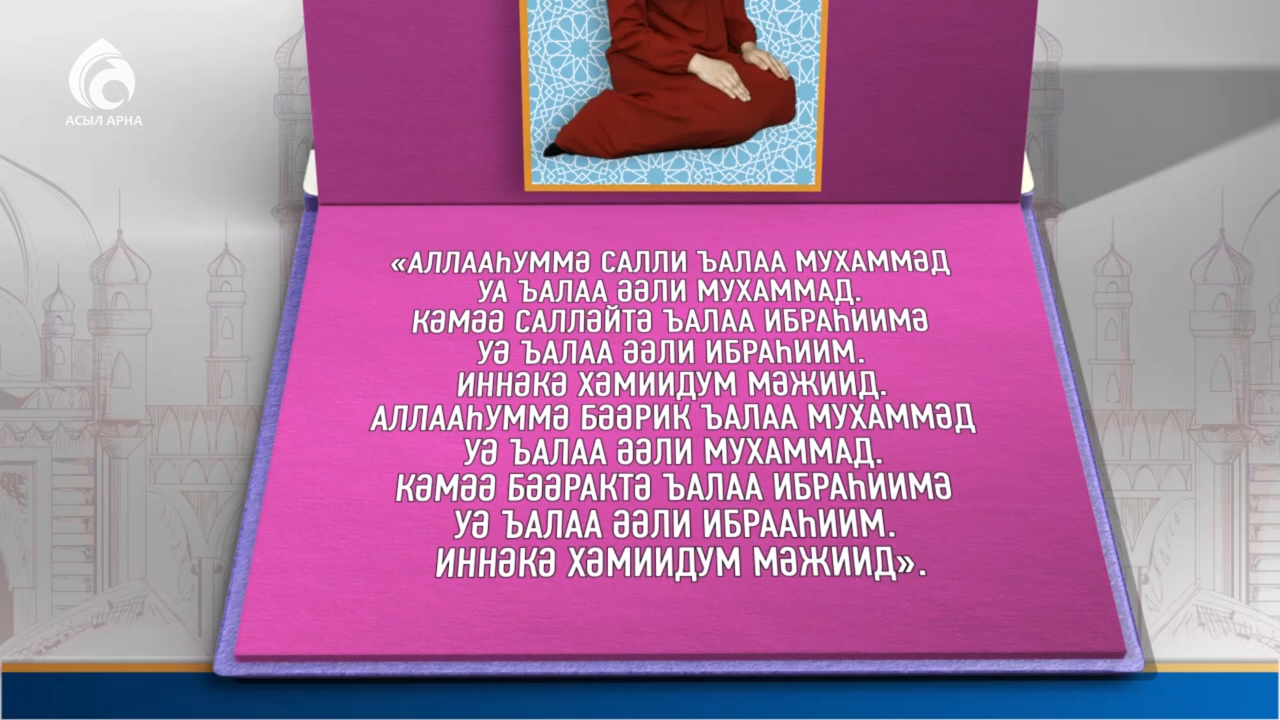 АСЫЛ АРНА
«АЛЛААҺУММӘ САЛЛИ ЪАЛАА МУХАММӘД
УА ЪАЛАА ӘӘЛИ МУХАММАД.
КӘМӘӘ САЛЛӘЙТӘ ЪАЛАА ИБРАҺИИМӘ
УӘ ЪАЛАА ӘӘЛИ ИБРАҺИИМ.
ИННӘКӘ ХӘМИИДУМ МӘЖИИД.
АЛЛААҺУММӘ БӘӘРИК ЪАЛАА МУХАММӘД
УӘ ЪАЛАА ӘӘЛИ МУХАММАД.
КӘМӘӘ БӘӘРАКТӘ ЪАЛАА ИБРАҺИИМӘ
УӘ ЪАЛАА ӘӘЛИ ИБРААҺИИМ.
ИННӘКӘ ХӘМИИДУМ МӘЖИИД».